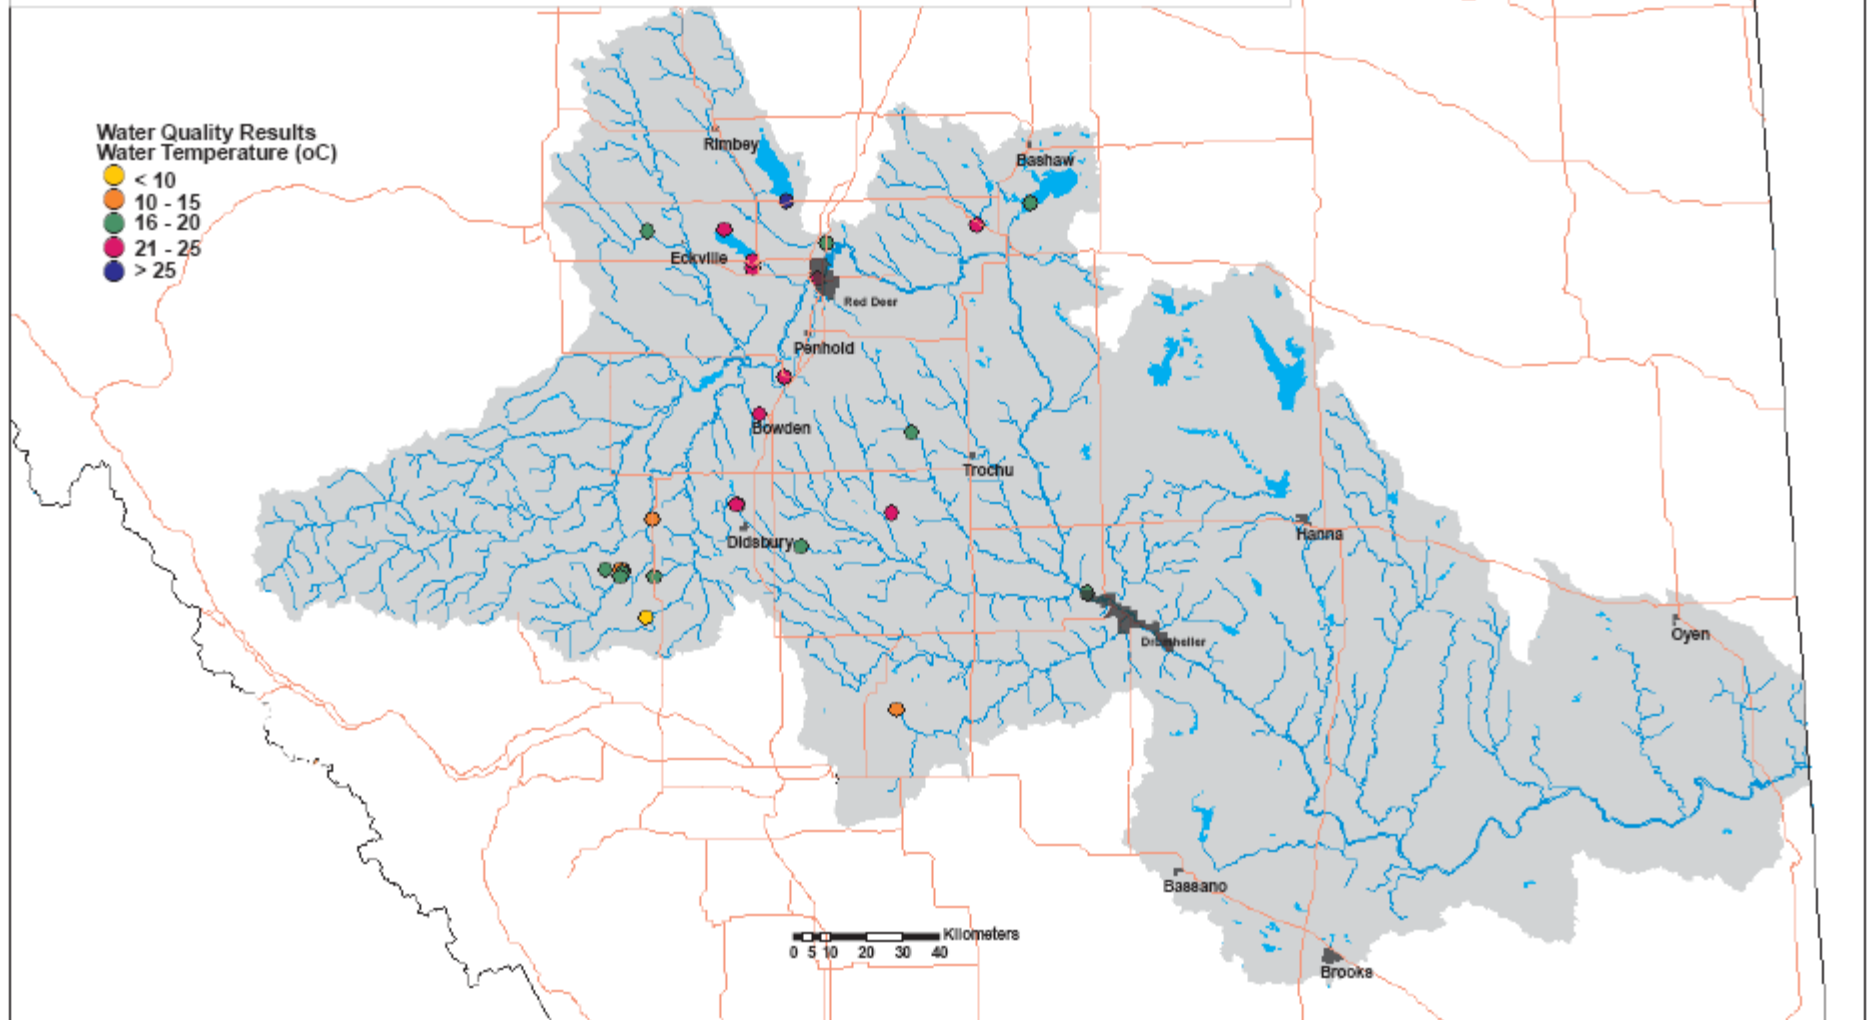 Water Quality Results
Water Temperature (oC)
< 10
10 - 15
16 - 20
21 - 25
> 25
Rimbey
Bashaw
Eckville
Red Deer
Penhold
Bowden
Trochu
Didsbury
Hanna
Drumheller
Oyen
Bassano
Kilometers
0 5 10 20 30 40
Brooks